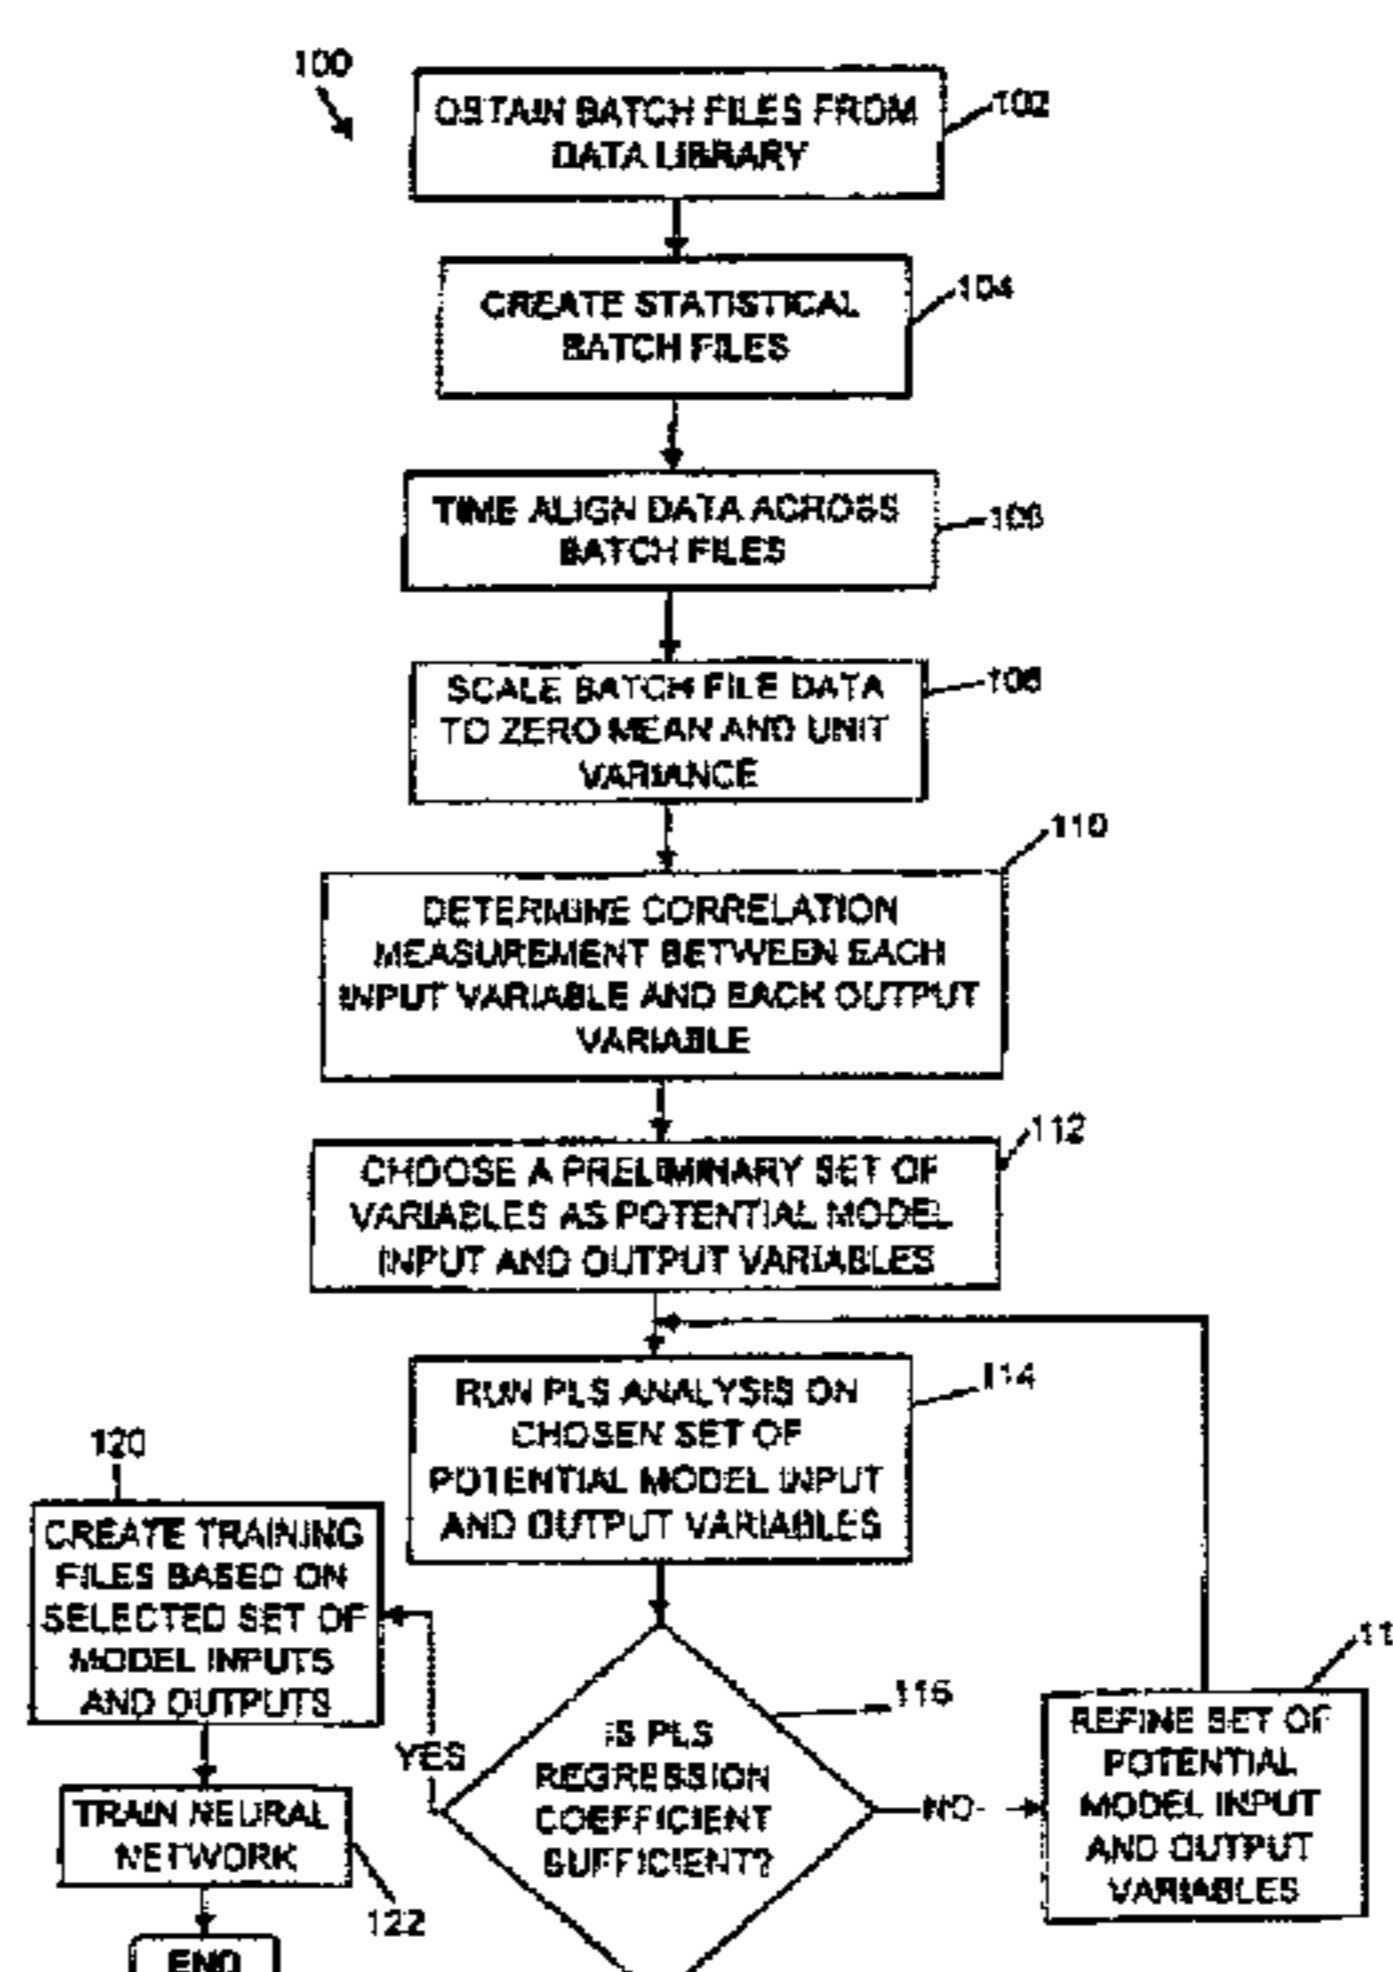 100
OBTAIN BATCH FILES FROM
DATA LIBRARY
102
CREATE STATISTICAL
BATCH FILES
104
TIME ALIGN DATA ACROSS
BATCH FILES
106
SCALE BATCH FILE DATA
TO ZERO MEAN AND UNIT
VARIANCE
108
110
DETERMINE CORRELATION
MEASUREMENT BETWEEN EACH
INPUT VARIABLE AND EACH OUTPUT
VARIABLE
112
CHOOSE A PRELIMINARY SET OF
VARIABLES AS POTENTIAL MODEL
INPUT AND OUTPUT VARIABLES
114
RUN PLS ANALYSIS ON
CHOSEN SET OF
POTENTIAL MODEL INPUT
AND OUTPUT VARIABLES
120
CREATE TRAINING
FILES BASED ON
SELECTED SET OF
MODEL INPUTS
AND OUTPUTS
YES
116
IS PLS
REGRESSION
COEFFICIENT
SUFFICIENT?
NO
11
REFINE SET OF
POTENTIAL
MODEL INPUT
AND OUTPUT
VARIABLES
TRAIN NEURAL
NETWORK
122
END